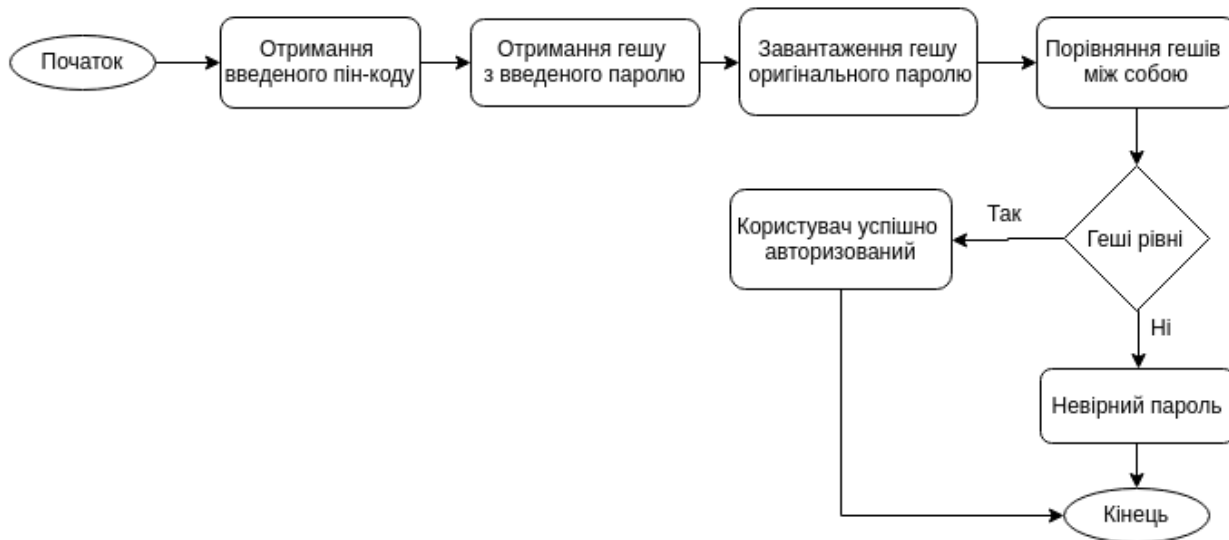 Початок
Отримання
введеного пін-коду
Отримання гешу
з введеного паролю
Завантаження гешу
оригінального паролю
Порівняння гешів
між собою
Геші рівні
Так
Користувач успішно
авторизований
Ні
Невірний пароль
Кінець